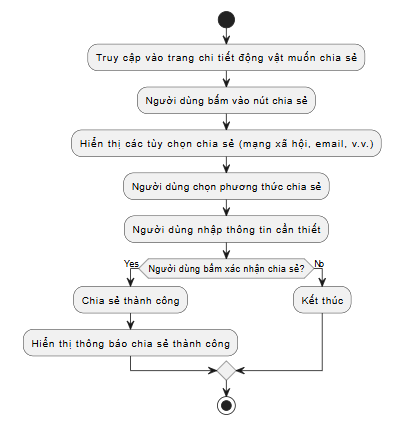 Truy cập vào trang chi tiết động vật muốn chia sẻ
Người dùng bấm vào nút chia sẻ
Hiển thị các tùy chọn chia sẻ (mạng xã hội, email, v.v.)
Người dùng chọn phương thức chia sẻ
Người dùng nhập thông tin cần thiết
Người dùng bấm xác nhận chia sẻ?
Yes
No
Chia sẻ thành công
Kết thúc
Hiển thị thông báo chia sẻ thành công